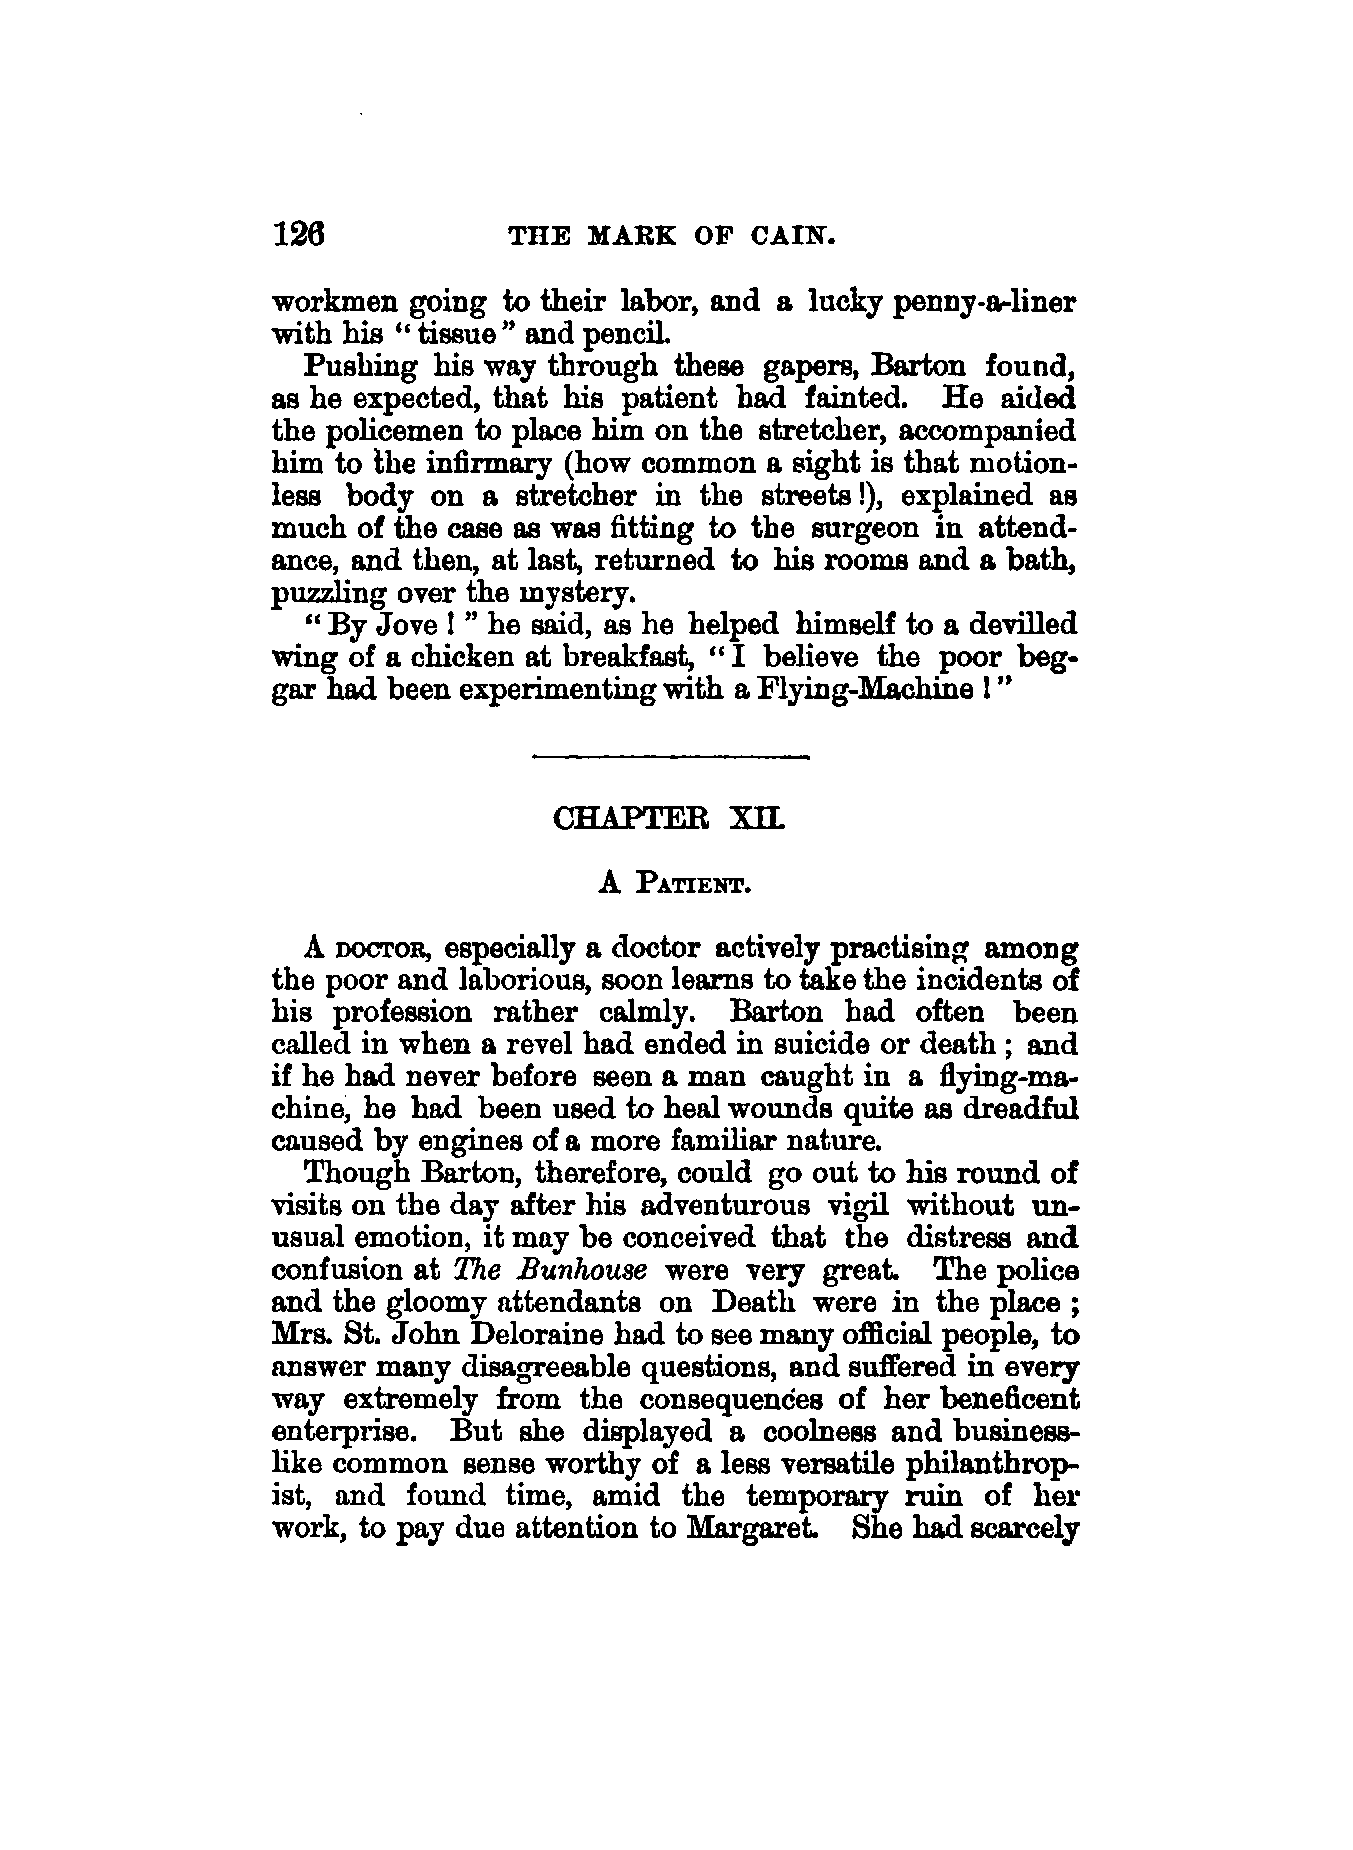 126 THE MARK OF CAIN.
workmen going to their labor, and a lucky penny-a-liner
with his “tissue” and pencil.
Pushing his way through these gapers, Barton found,
as he expected, that his patient had fainted. He aided
the policemen to place him on the stretcher, accompanied
him to the infirmary (how common a sight is that motion-
less body on a stretcher in the streets!), explained as
much of the case as was fitting to the surgeon in attend-
ance, and then, at last, returned to his rooms and a bath,
puzzling over the mystery.
“By Jove!” he said, as he helped himself to a devilled
wing of a chicken at breakfast, “I believe the poor beg-
gar had been experimenting with a Flying-Machine!”
CHAPTER XII.
A PATIENT.
A DOCTOR, especially a doctor actively practising among
the poor and laborious, soon learns to take the incidents of
his profession rather calmly. Barton had often been
called in when a revel had ended in suicide or death; and
if he had never before seen a man caught in a flying-ma-
chine, he had been used to heal wounds quite as dreadful
caused by engines of a more familiar nature.
Though Barton, therefore, could go out to his round of
visits on the day after his adventurous vigil without un-
usual emotion, it may be conceived that the distress and
confusion at The Bunhouse were very great. The police
and the gloomy attendants on Death were in the place;
Mrs. St. John Deloraine had to see many official people, to
answer many disagreeable questions, and suffered in every
way extremely from the consequences of her beneficent
enterprise. But she displayed a coolness and business-
like common sense worthy of a less versatile philanthrop-
ist, and found time, amid the temporary ruin of her
work, to pay due attention to Margaret. She had scarcely